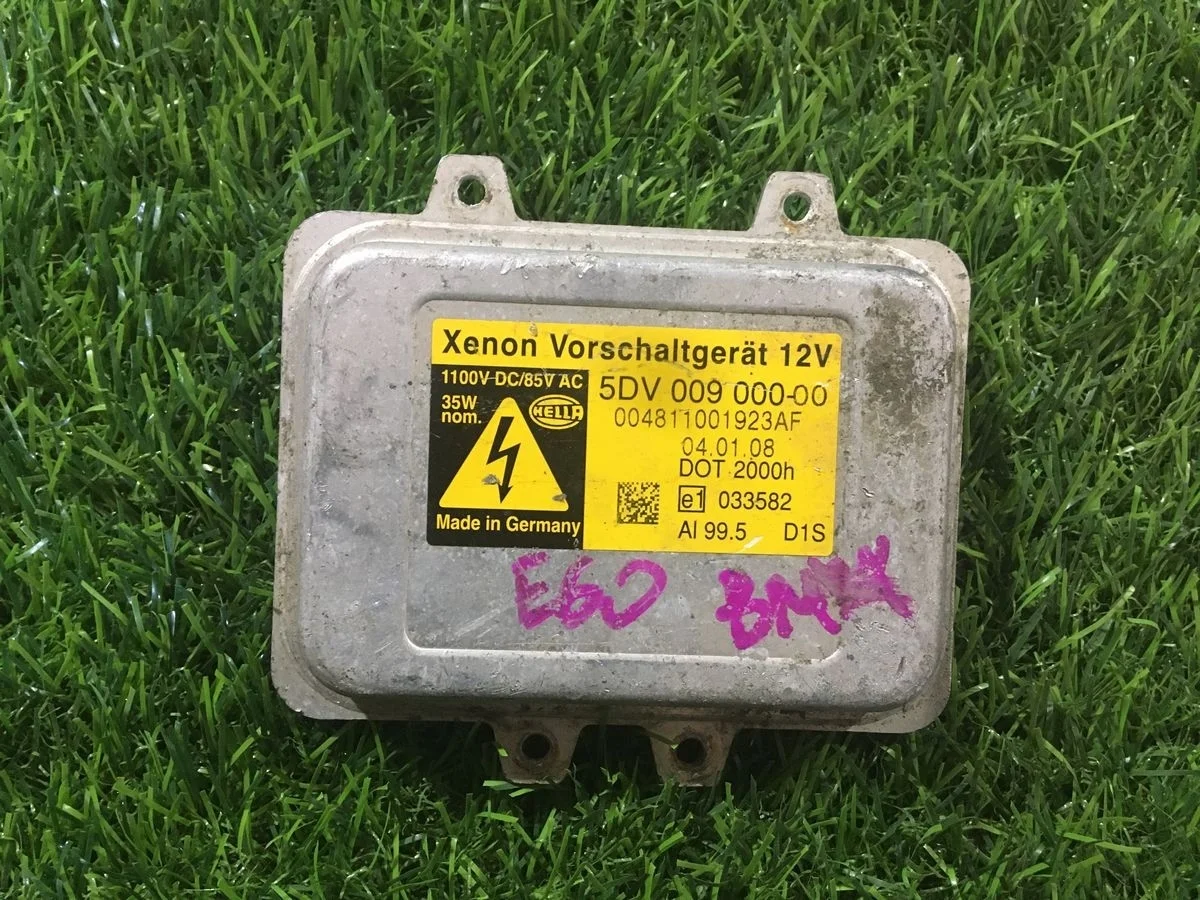 Xenon Vorschaltgerät 12V
1100V DC/85V AC
35W
nom.
HELLA
Made in Germany
5DV 009 000-00
004811001923AF
04.01.08
DOT 2000h
e1 033582
Al 99.5 D1S
E60